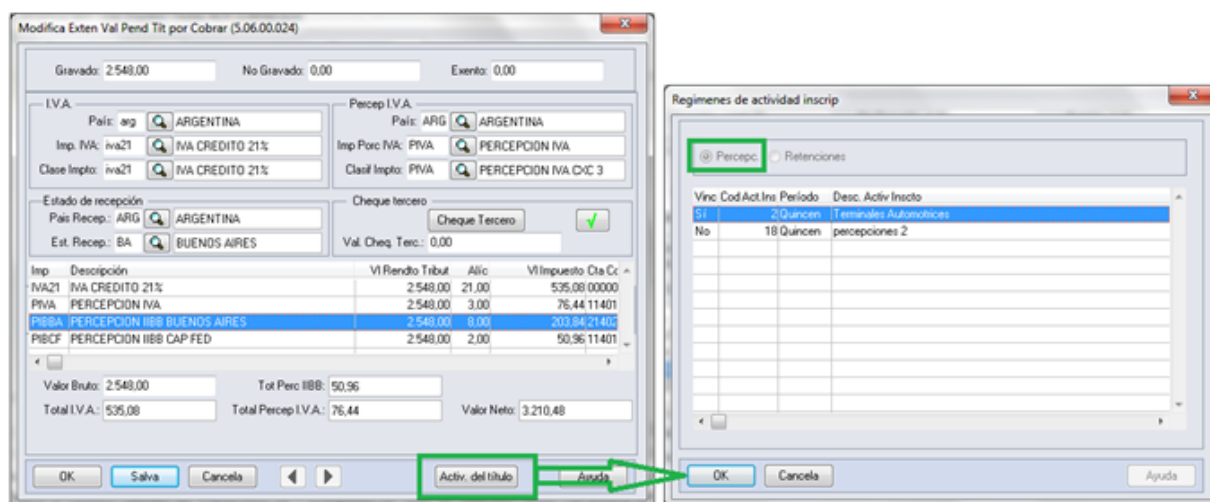 Modifica Exten Val Pend Tít por Cobrar (5.06.00.024)
Gravado: 2.548,00 No Gravado: 0,00 Exento: 0,00
I.V.A.
País: arg ARGENTINA
Imp. IVA: iva21 IVA CREDITO 21%
Clase Impto: iva21 IVA CREDITO 21%
Percep I.V.A.
País: ARG ARGENTINA
Imp Porc IVA: PIVA PERCEPCION IVA
Clasif Impto: PIVA PERCEPCION IVA CXC 3
Estado de recepción
Pais Recep.: ARG ARGENTINA
Est. Recep.: BA BUENOS AIRES
Cheque tercero
Cheque Tercero
Val. Cheq. Terc.: 0,00
Imp Descripción Vl Rendto Tribut Alíc Vl Impuesto Cta Cc
IVA21 IVA CREDITO 21% 2.548,00 21,00 535,08 00000
PIVA PERCEPCION IVA 2.548,00 3,00 76,44 11401
PIBBA PERCEPCION IIBB BUENOS AIRES 2.548,00 8,00 203,84 21402
PIBCF PERCEPCION IIBB CAP FED 2.548,00 2,00 50,96 11401
Valor Bruto: 2.548,00 Tot Perc IIBB: 50,96
Total I.V.A.: 535,08 Total Percep I.V.A.: 76,44 Valor Neto: 3.210,48
OK Salva Cancela Activ. del título Ayuda
Regimenes de actividad inscrip
Percepc. Retenciones
Vinc Cod Act.Ins Período Desc. Activ Inscto
Sí 2 Quincen Terminales Automotrices
No 18 Quincen percepciones 2
OK Cancela Ayuda